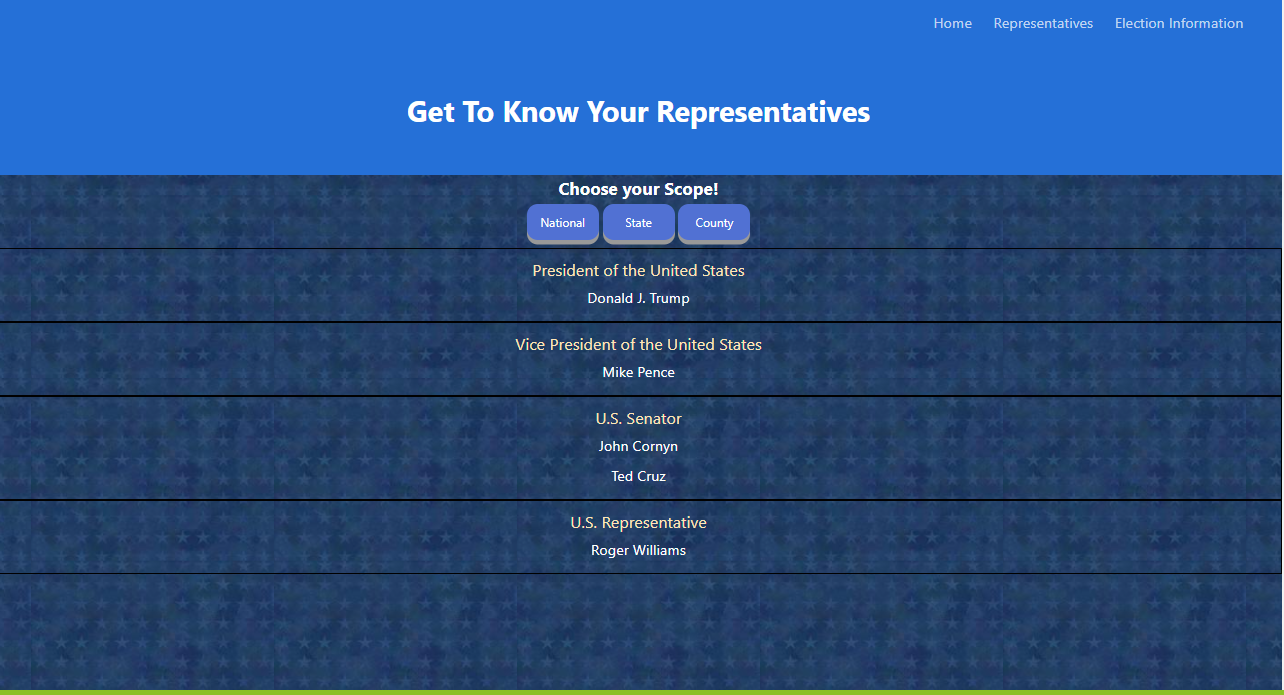 Home Representatives Election Information
Get To Know Your Representatives
Choose your Scope!
National State County
President of the United States
Donald J. Trump
Vice President of the United States
Mike Pence
U.S. Senator
John Cornyn
Ted Cruz
U.S. Representative
Roger Williams